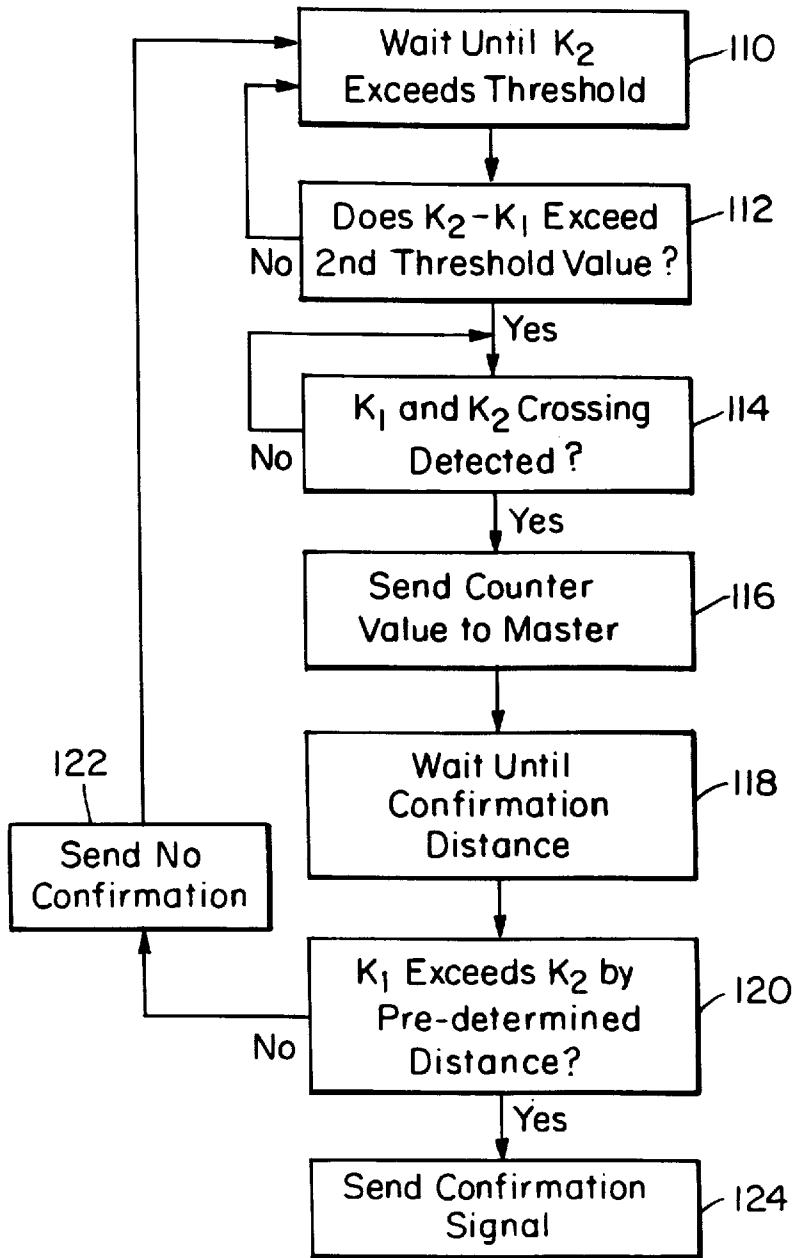 Wait Until K₂
Exceeds Threshold
110
Does K₂-K₁ Exceed
2nd Threshold Value?
112
No
Yes
K₁ and K₂ Crossing
Detected?
114
No
Yes
Send Counter
Value to Master
116
Wait Until
Confirmation
Distance
118
122
Send No
Confirmation
K₁ Exceeds K₂ by
Pre-determined
Distance?
120
No
Yes
Send Confirmation
Signal
124